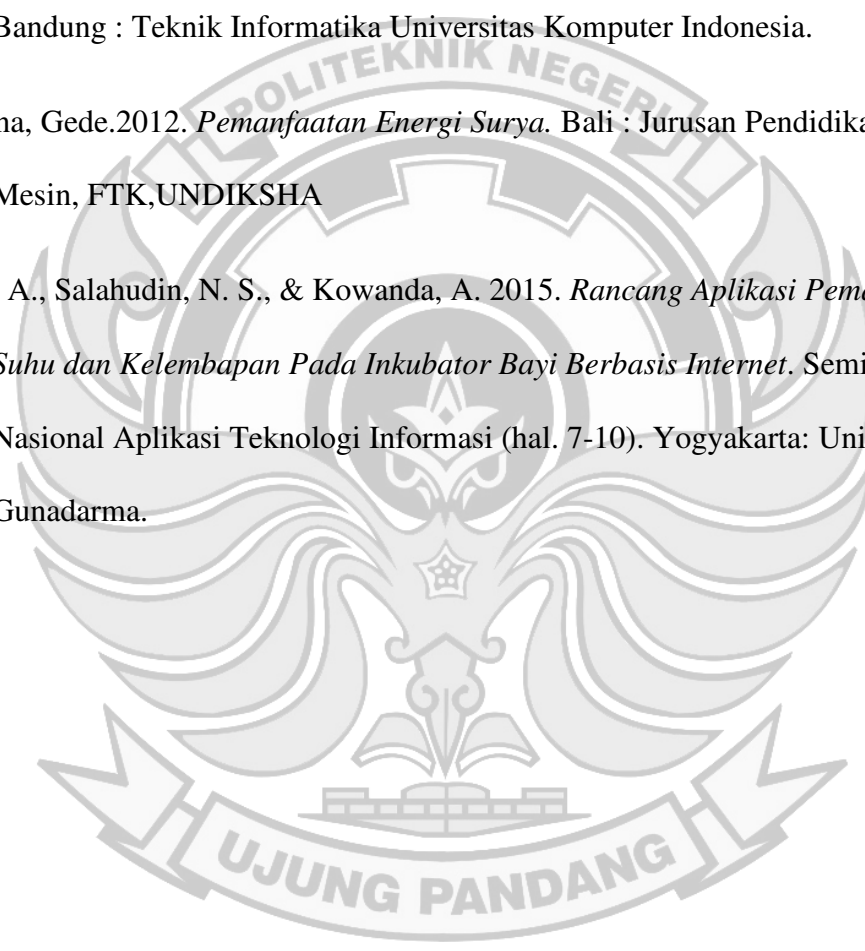 Bandung : Teknik Informatika Universitas Komputer Indonesia.
POLITEKNIK NEGERI
na, Gede.2012. Pemanfaatan Energi Surya. Bali : Jurusan Pendidika
Mesin, FTK,UNDIKSHA
A., Salahudin, N. S., & Kowanda, A. 2015. Rancang Aplikasi Pema
Suhu dan Kelembapan Pada Inkubator Bayi Berbasis Internet. Semi
Nasional Aplikasi Teknologi Informasi (hal. 7-10). Yogyakarta: Uni
Gunadarma.
UJUNG PANDANG